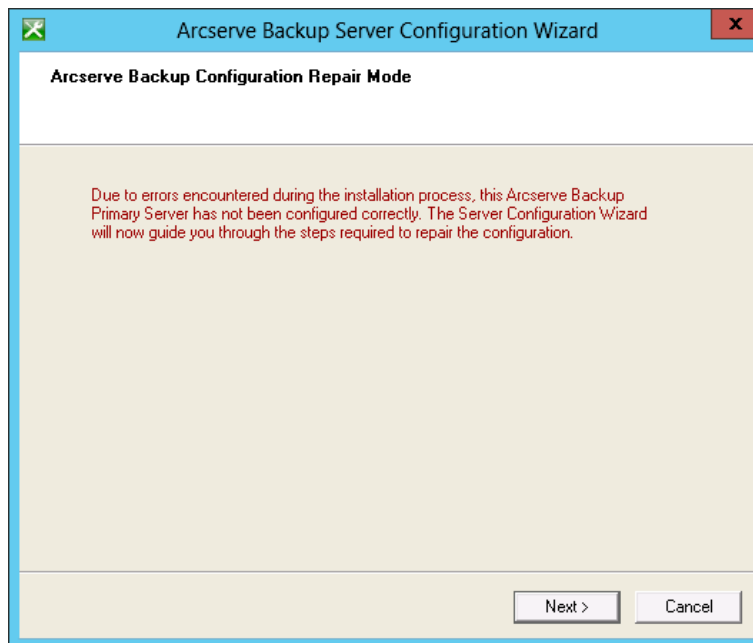 Arcserve Backup Server Configuration Wizard
x
Arcserve Backup Configuration Repair Mode
Due to errors encountered during the installation process, this Arcserve Backup
Primary Server has not been configured correctly. The Server Configuration Wizard
will now guide you through the steps required to repair the configuration.
Next >
Cancel